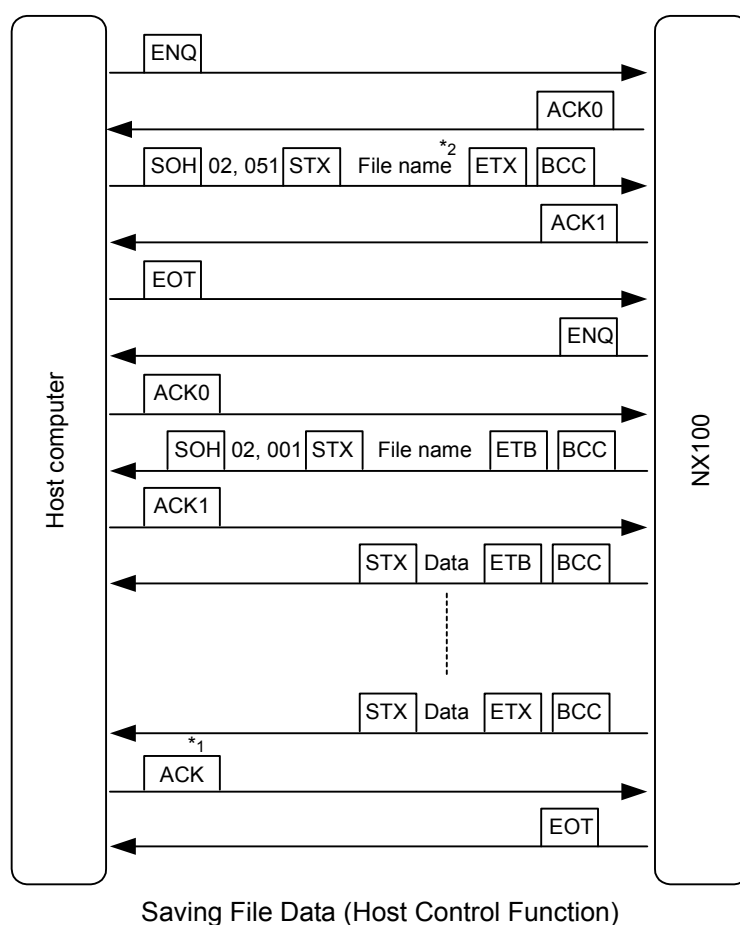 ENQ
ACK0
SOH 02, 051 STX File name *2 ETX BCC
ACK1
EOT
ENQ
ACK0
SOH 02, 001 STX File name ETB BCC
ACK1
STX Data ETB BCC
STX Data ETX BCC
*1
ACK
EOT
Host computer
NX100
Saving File Data (Host Control Function)